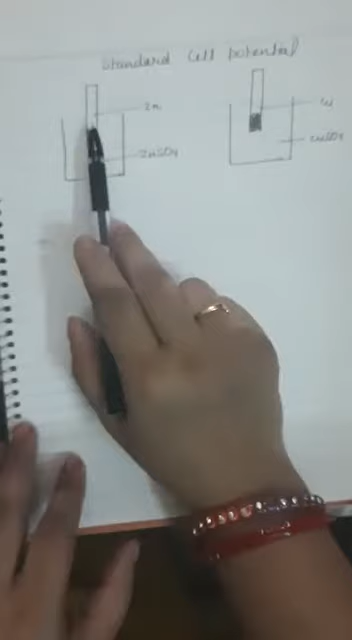 Standard Cell Potential
Zn
ZnSO4
Cu
CuSO4